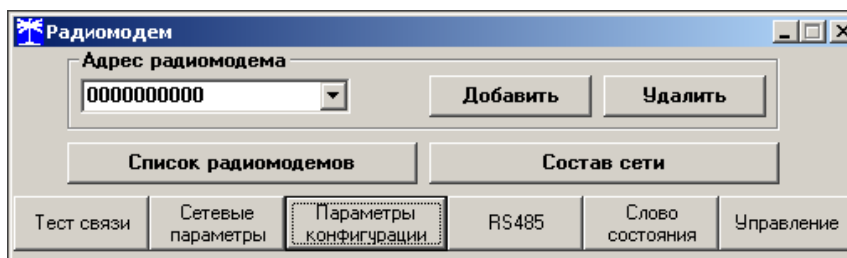 Радиомодем
Адрес радиомодема
0000000000
Добавить
Удалить
Список радиомодемов
Состав сети
Тест связи
Сетевые
параметры
Параметры
конфигурации
RS485
Слово
состояния
Управление